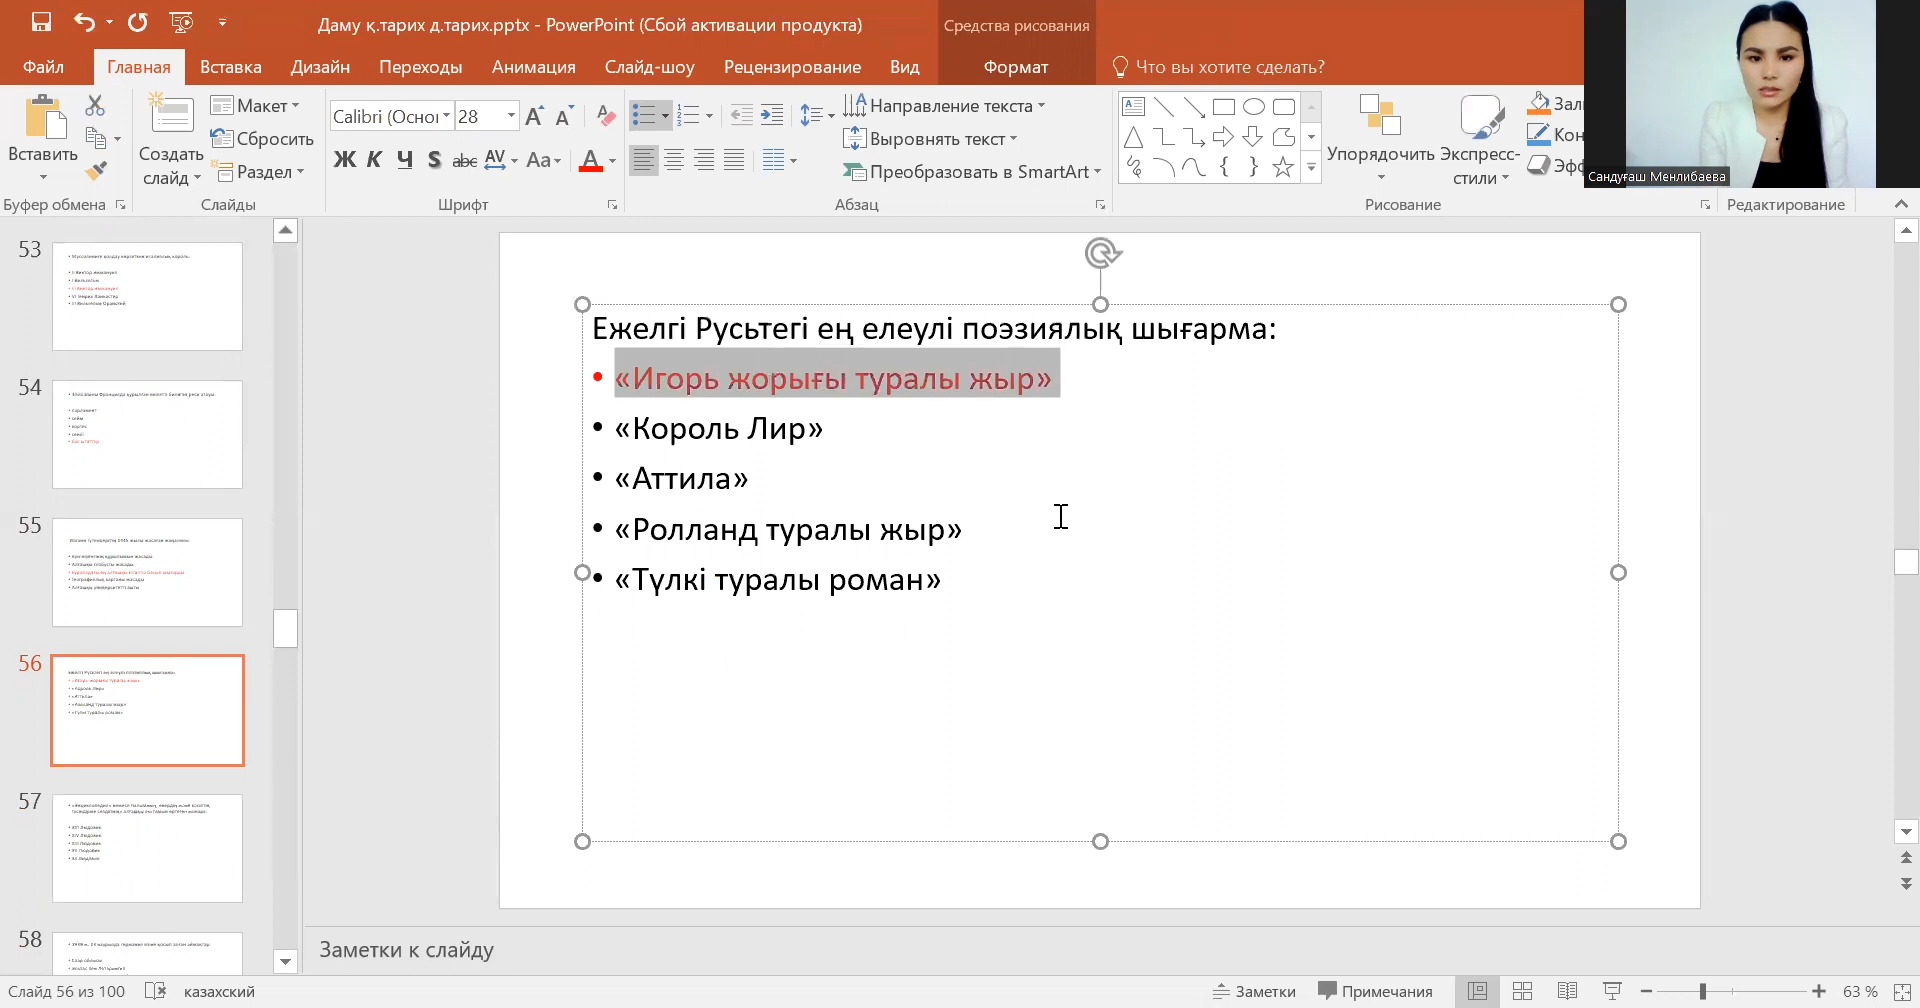 Даму қ.тарих д.тарих.pptx - PowerPoint (Сбой активации продукта)
Средства рисования
Файл Главная Вставка Дизайн Переходы Анимация Слайд-шоу Рецензирование Вид Формат Что вы хотите сделать?
Вставить
Буфер обмена
Создать слайд
Макет
Сбросить
Раздел
Слайды
Calibri (Осно 28
Ж К Ч S abc AV Aa A
Шрифт
Направление текста
Выровнять текст
Преобразовать в SmartArt
Абзац
Упорядочить
Экспресс-стили
Рисование
Редактирование
Сандуғаш Менлибаева
53
54
55
56
57
58
Ежелгі Русьтегі ең елеулі поэзиялық шығарма:
• «Игорь жорығы туралы жыр»
• «Король Лир»
• «Аттила»
• «Ролланд туралы жыр»
• «Түлкі туралы роман»
Заметки к слайду
Слайд 56 из 100 казахский Заметки Примечания 63 %